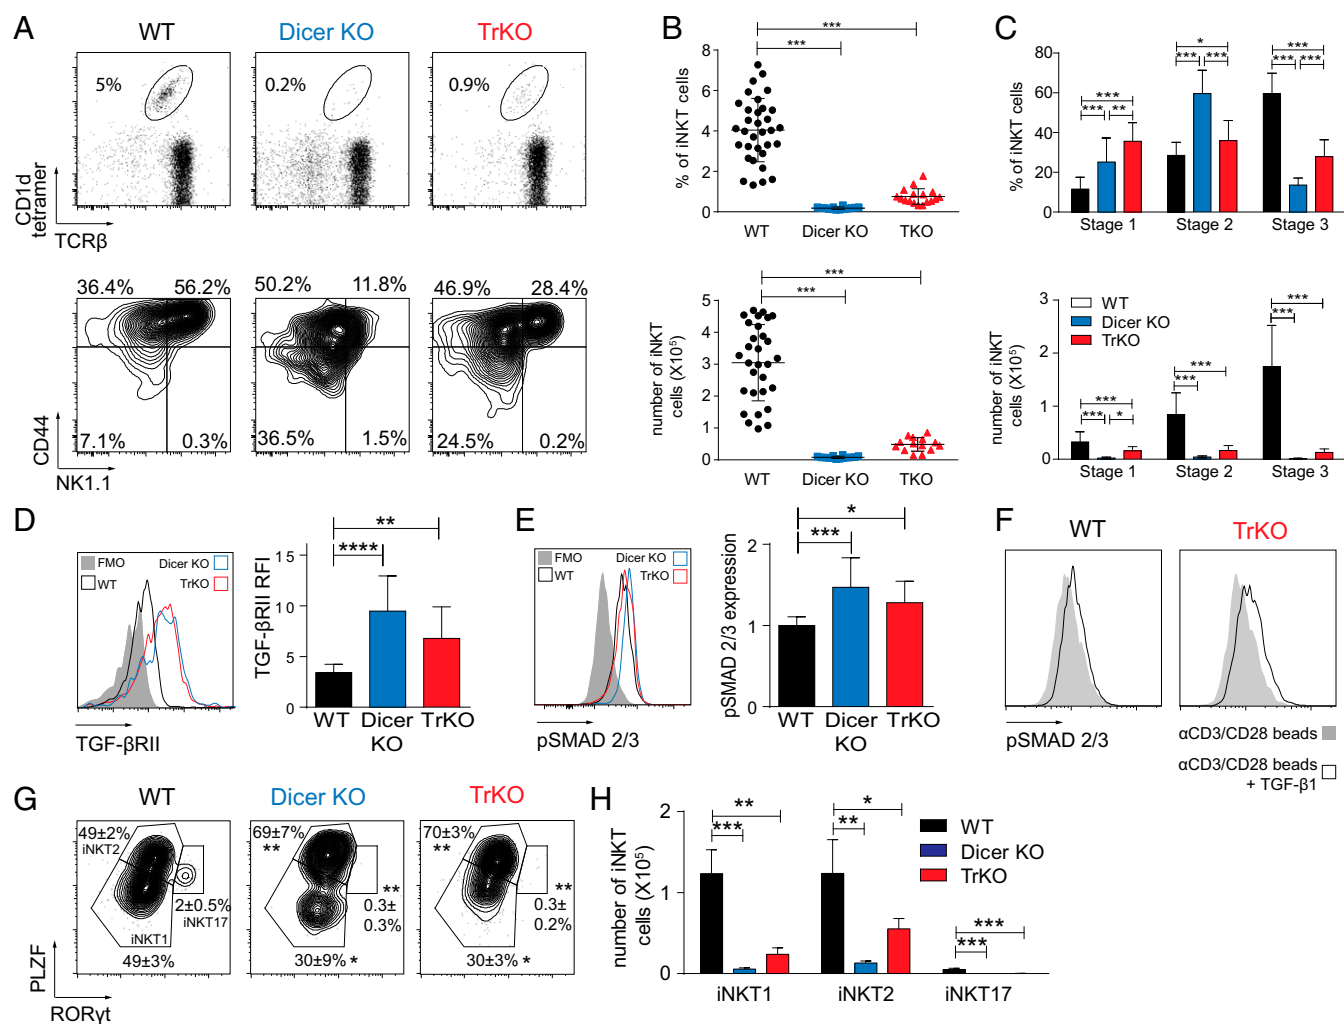 A
WT
Dicer KO
TrKO
5%
0.2%
0.9%
CD1d
tetramer
TCRβ
36.4%
56.2%
50.2%
11.8%
46.9%
28.4%
7.1%
0.3%
36.5%
1.5%
24.5%
0.2%
CD44
NK1.1
B
***
***
% of iNKT cells
8
6
4
2
0
WT
Dicer KO
TKO
***
***
number of iNKT
cells (X10⁵)
5
4
3
2
1
0
WT
Dicer KO
TKO
C
% of iNKT cells
80
60
40
20
0
***
***
**
*
***
***
***
***
***
Stage 1
Stage 2
Stage 3
WT
Dicer KO
TrKO
number of iNKT
cells (X10⁵)
3
2
1
0
***
***
*
***
***
***
***
Stage 1
Stage 2
Stage 3
D
FMO
Dicer KO
WT
TrKO
TGF-βRII
TGF-βRII RFI
15
10
5
0
**
****
WT
Dicer
KO
TrKO
E
FMO
Dicer KO
WT
TrKO
pSMAD 2/3
pSMAD 2/3 expression
2
1
0
*
***
WT
Dicer
KO
TrKO
F
WT
TrKO
pSMAD 2/3
αCD3/CD28 beads
αCD3/CD28 beads
+ TGF-β1
G
WT
Dicer KO
TrKO
49±2%
iNKT2
2±0.5%
iNKT17
iNKT1
49±3%
69±7%
**
**
0.3±
0.3%
30±9% *
70±3%
**
**
0.3±
0.2%
30±3% *
PLZF
RORγt
H
number of iNKT
cells (X10⁵)
2
1
0
**
***
*
**
***
***
WT
Dicer KO
TrKO
iNKT1
iNKT2
iNKT17